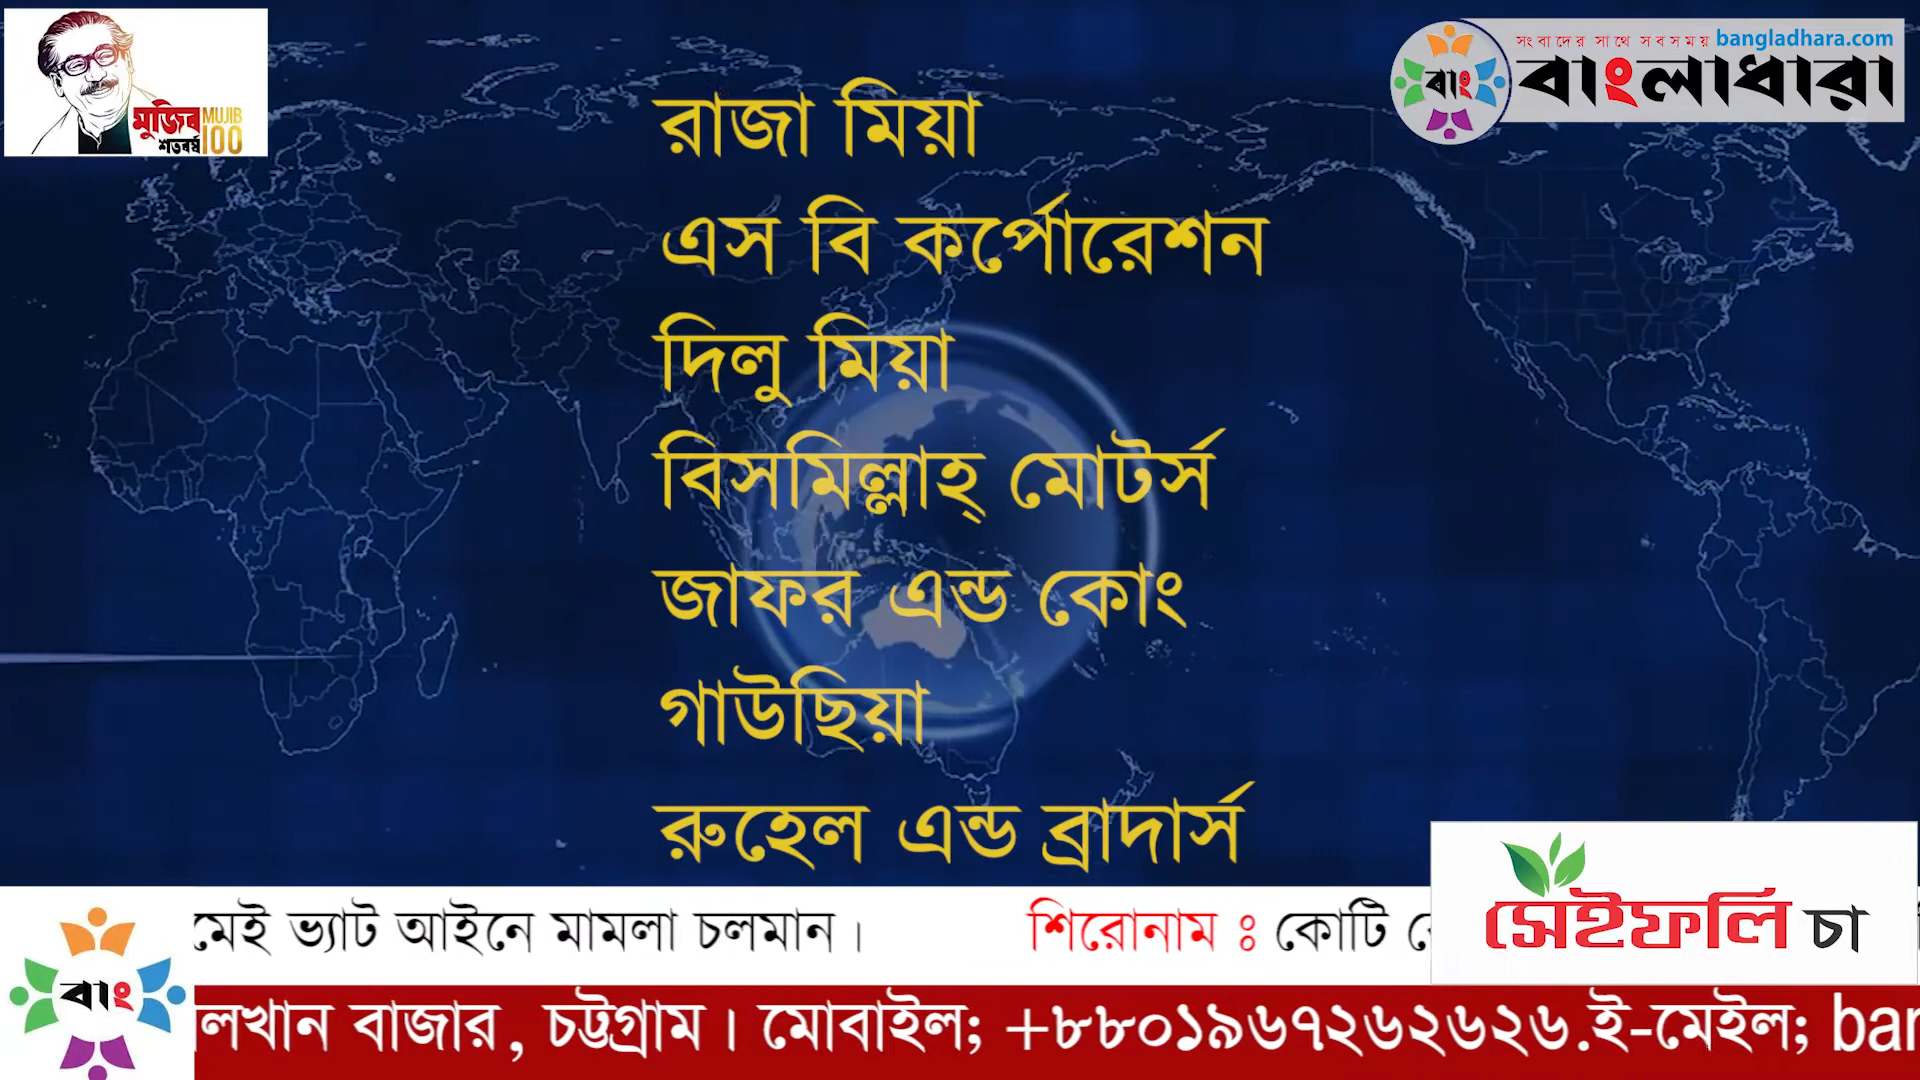 মুজিব MUJIB
শতবর্ষ 100
সংবাদের সাথে সবসময় bangladhara.com
বাং বাংলাধারা
রাজা মিয়া
এস বি কর্পোরেশন
দিলু মিয়া
বিসমিল্লাহ্ মোটর্স
জাফর এন্ড কোং
গাউছিয়া
রুহেল এন্ড ব্রাদার্স
সেইফলি চা
মেই ভ্যাট আইনে মামলা চলমান। শিরোনাম ঃ কোটি
বাং
লখান বাজার, চট্টগ্রাম। মোবাইল; +৮৮০১৯৬৭২৬২৬২৬.ই-মেইল; ban